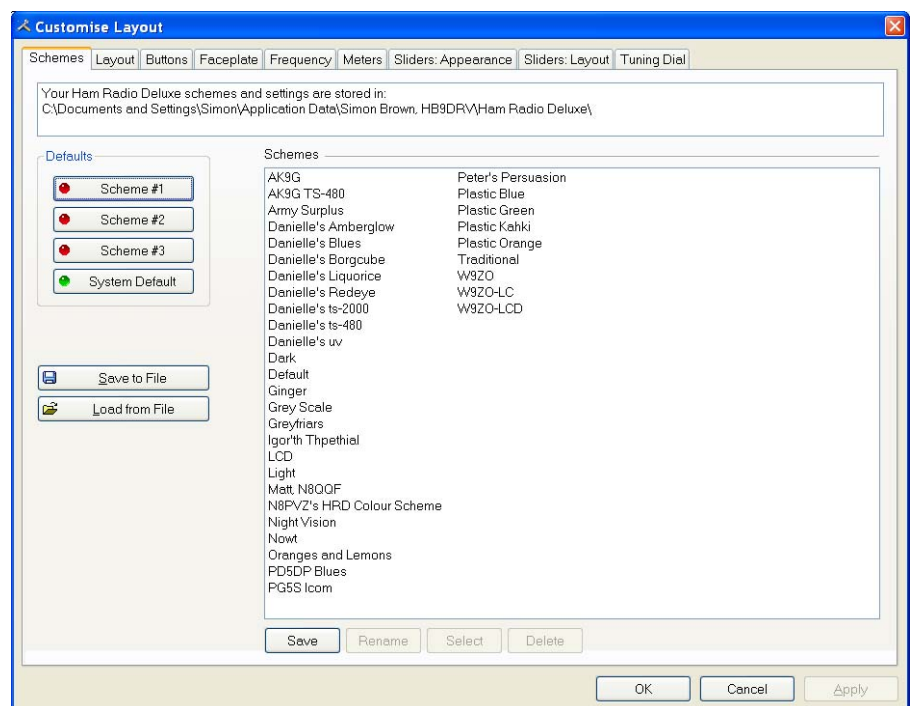 Customise Layout
Schemes Layout Buttons Faceplate Frequency Meters Sliders: Appearance Sliders: Layout Tuning Dial
Your Ham Radio Deluxe schemes and settings are stored in:
C:\Documents and Settings\Simon\Application Data\Simon Brown, HB9DRV\Ham Radio Deluxe\
Defaults
Scheme #1
Scheme #2
Scheme #3
System Default
Save to File
Load from File
Schemes
AK9G
AK9G TS-480
Army Surplus
Danielle's Amberglow
Danielle's Blues
Danielle's Borgcube
Danielle's Liquorice
Danielle's Redeye
Danielle's ts-2000
Danielle's ts-480
Danielle's uv
Dark
Default
Ginger
Grey Scale
Greyfriars
Igor'th Thpethial
LCD
Light
Matt, N8QQF
N8PVZ's HRD Colour Scheme
Night Vision
Nowt
Oranges and Lemons
PD5DP Blues
PG5S Icom
Peter's Persuasion
Plastic Blue
Plastic Green
Plastic Kahki
Plastic Orange
Traditional
W9ZO
W9ZO-LC
W9ZO-LCD
Save Rename Select Delete
OK Cancel Apply